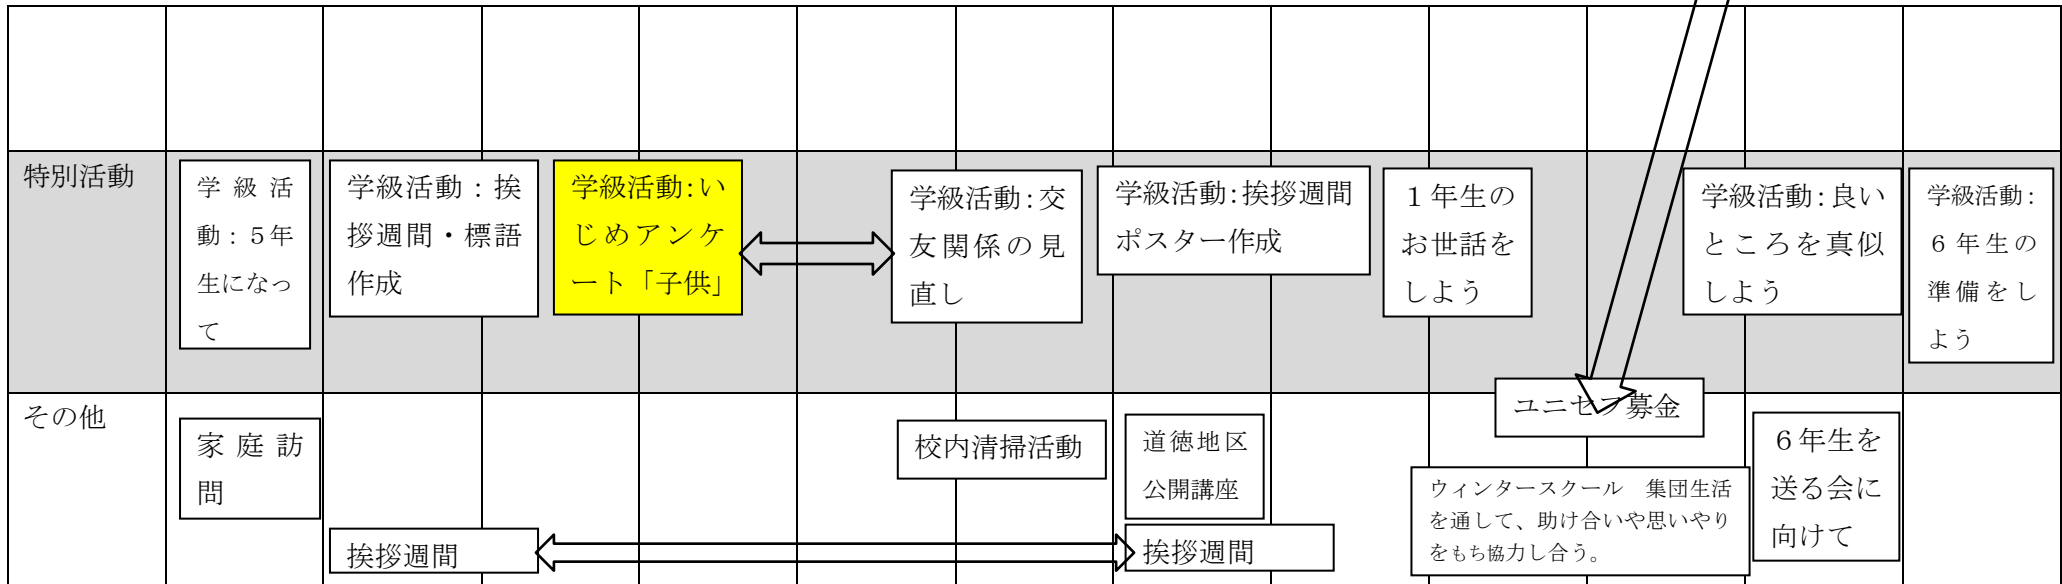 特別活動
学級活
動：５年
生になっ
て
学級活動：挨
拶週間・標語
作成
学級活動：い
じめアンケ
ート「子供」
学級活動：交
友関係の見
直し
学級活動：挨拶週間
ポスター作成
１年生の
お世話を
しよう
学級活動：良い
ところを真似
しよう
学級活動：
６年生の
準備をし
よう
その他
家庭訪
問
挨拶週間
校内清掃活動
道徳地区
公開講座
挨拶週間
ユニセフ募金
ウィンタースクール　集団生活
を通して、助け合いや思いやり
をもち協力し合う。
６年生を
送る会に
向けて